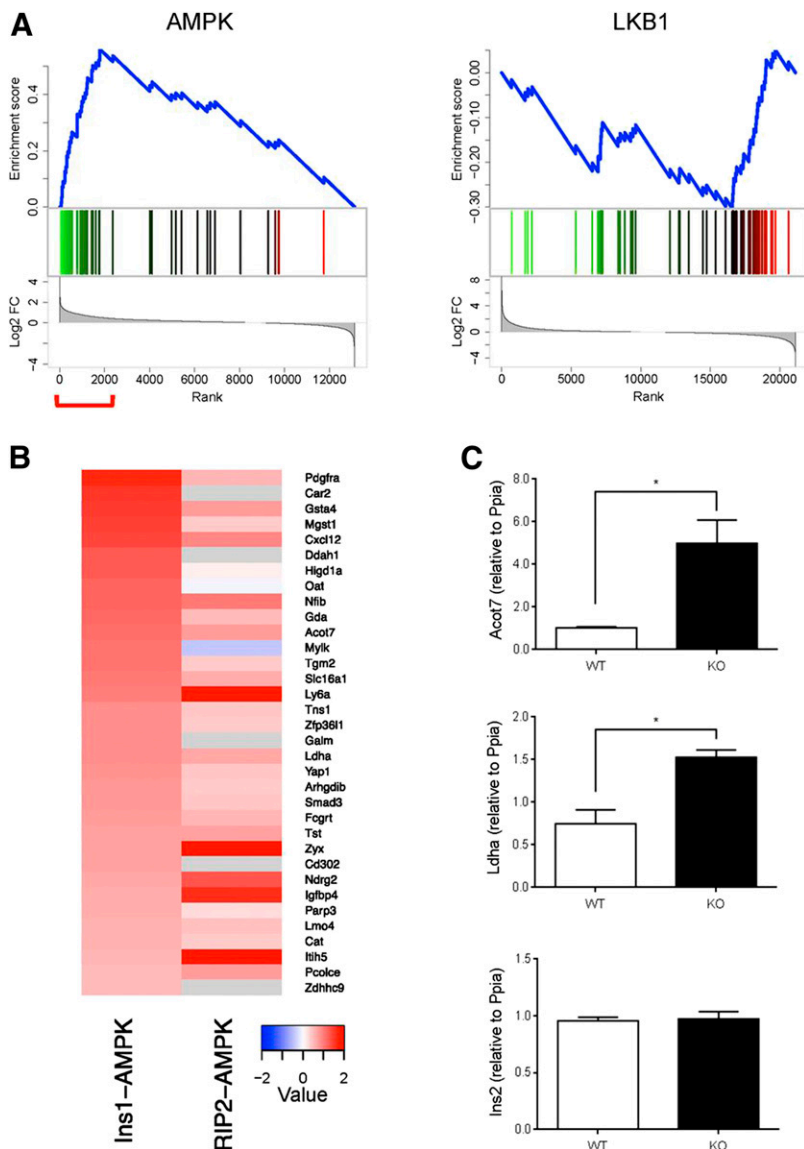 A
AMPK
LKB1
Enrichment score
0.0 0.2 0.4
Log2 FC
4
2
0
-4
0 2000 4000 6000 8000 10000 12000
Rank
Enrichment score
-0.30 -0.20 -0.10 0.00
Log2 FC
8
4
0
-4
0 5000 10000 15000 20000
Rank
B
Pdgfra
Car2
Gsta4
Mgst1
Cxcl12
Ddah1
Higd1a
Oat
Nfib
Gda
Acot7
Mylk
Tgm2
Slc16a1
Ly6a
Tns1
Zfp36l1
Galm
Ldha
Yap1
Arhgdib
Smad3
Fcgrt
Tst
Zyx
Cd302
Ndrg2
Igfbp4
Parp3
Lmo4
Cat
Itih5
Pcolce
Zdhhc9
Ins1-AMPK
RIP2-AMPK
-2 0 2
Value
C
Acot7 (relative to Ppia)
8.0
6.0
4.0
2.0
0.0
*
WT KO
Ldha (relative to Ppia)
2.0
1.5
1.0
0.5
0.0
*
WT KO
Ins2 (relative to Ppia)
1.5
1.0
0.5
0.0
WT KO